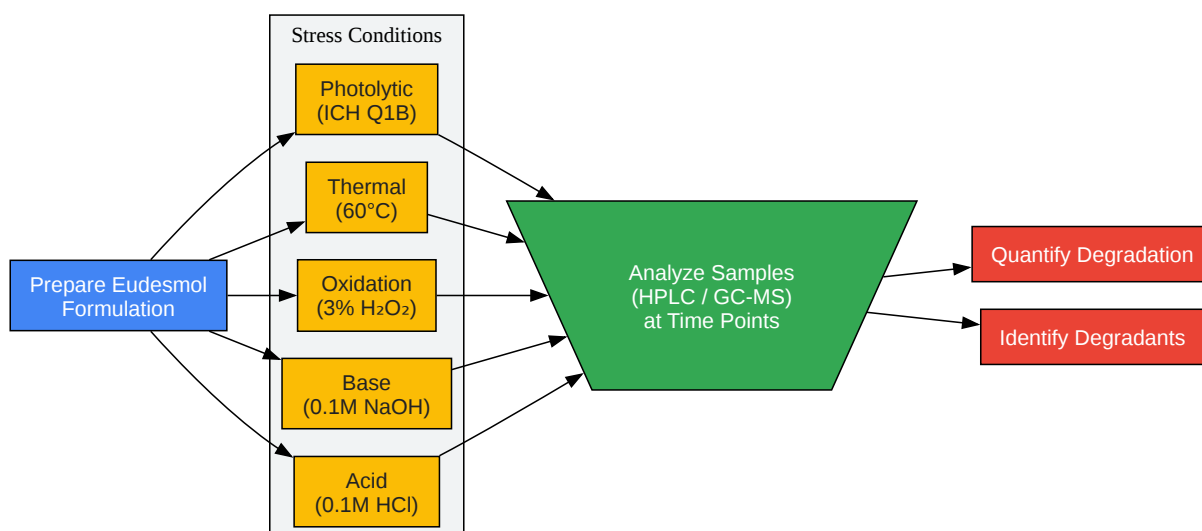 Stress Conditions
Photolytic
(ICH Q1B)
Thermal
(60°C)
Prepare Eudesmol
Formulation
Oxidation
(3% H₂O₂)
Base
(0.1M NaOH)
Acid
(0.1M HCl)
Analyze Samples
(HPLC / GC-MS)
at Time Points
Quantify Degradation
Identify Degradants